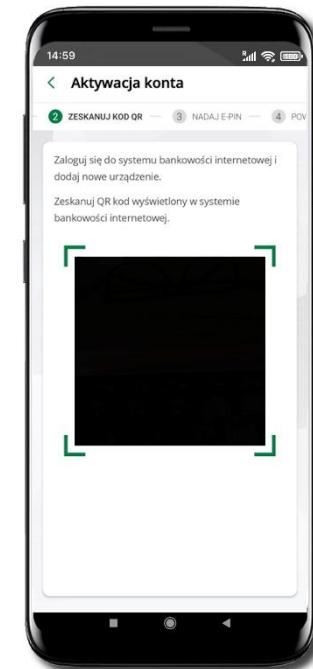 14:59
Aktywacja konta
2 ZESKANUJ KOD QR 3 NADAJ E-PIN 4 POW
Zaloguj się do systemu bankowości internetowej i
dodaj nowe urządzenie.
Zeskanuj QR kod wyświetlony w systemie
bankowości internetowej.